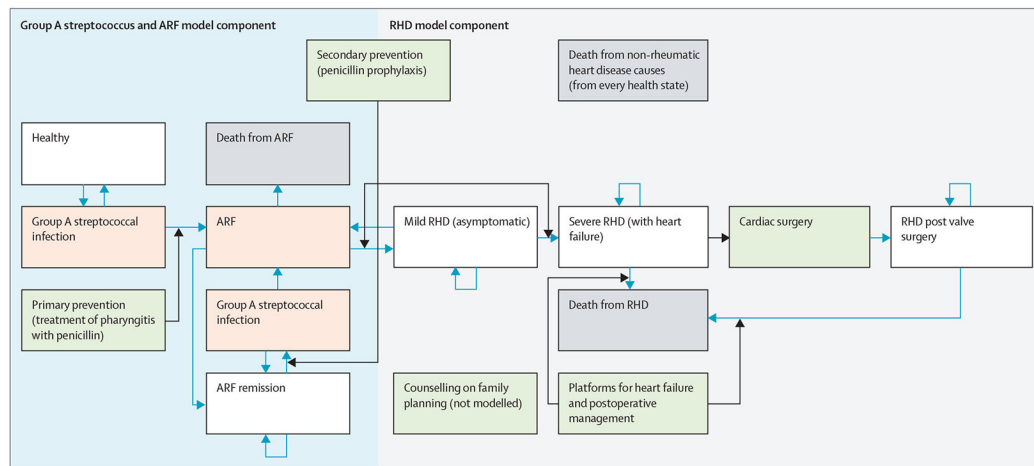 Group A streptococcus and ARF model component
RHD model component
Secondary prevention
(penicillin prophylaxis)
Death from non-rheumatic
heart disease causes
(from every health state)
Healthy
Death from ARF
Group A streptococcal
infection
ARF
Mild RHD (asymptomatic)
Severe RHD (with heart
failure)
Cardiac surgery
RHD post valve
surgery
Primary prevention
(treatment of pharyngitis
with penicillin)
Group A streptococcal
infection
Death from RHD
ARF remission
Counselling on family
planning (not modelled)
Platforms for heart failure
and postoperative
management